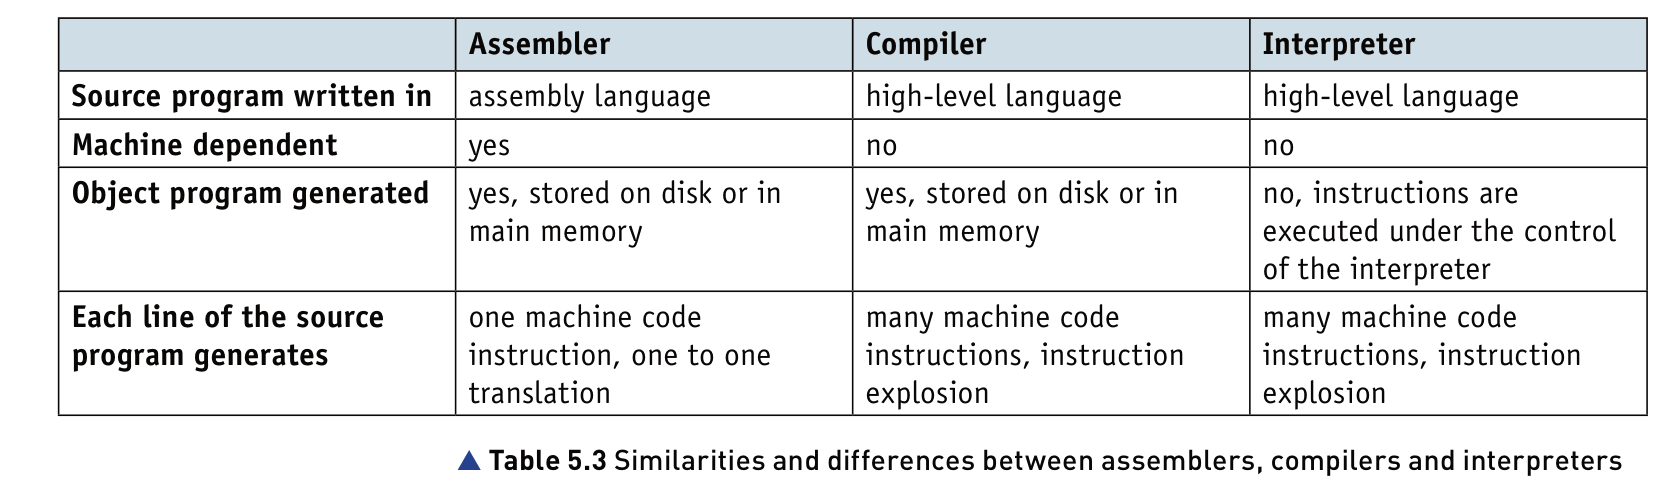 Assembler Compiler Interpreter
Source program written in assembly language high-level language high-level language
Machine dependent yes no no
Object program generated yes, stored on disk or in yes, stored on disk or in no, instructions are
main memory main memory executed under the control
of the interpreter
Each line of the source one machine code many machine code many machine code
program generates instruction, one to one instructions, instruction instructions, instruction
translation explosion explosion
▲ Table 5.3 Similarities and differences between assemblers, compilers and interpreters